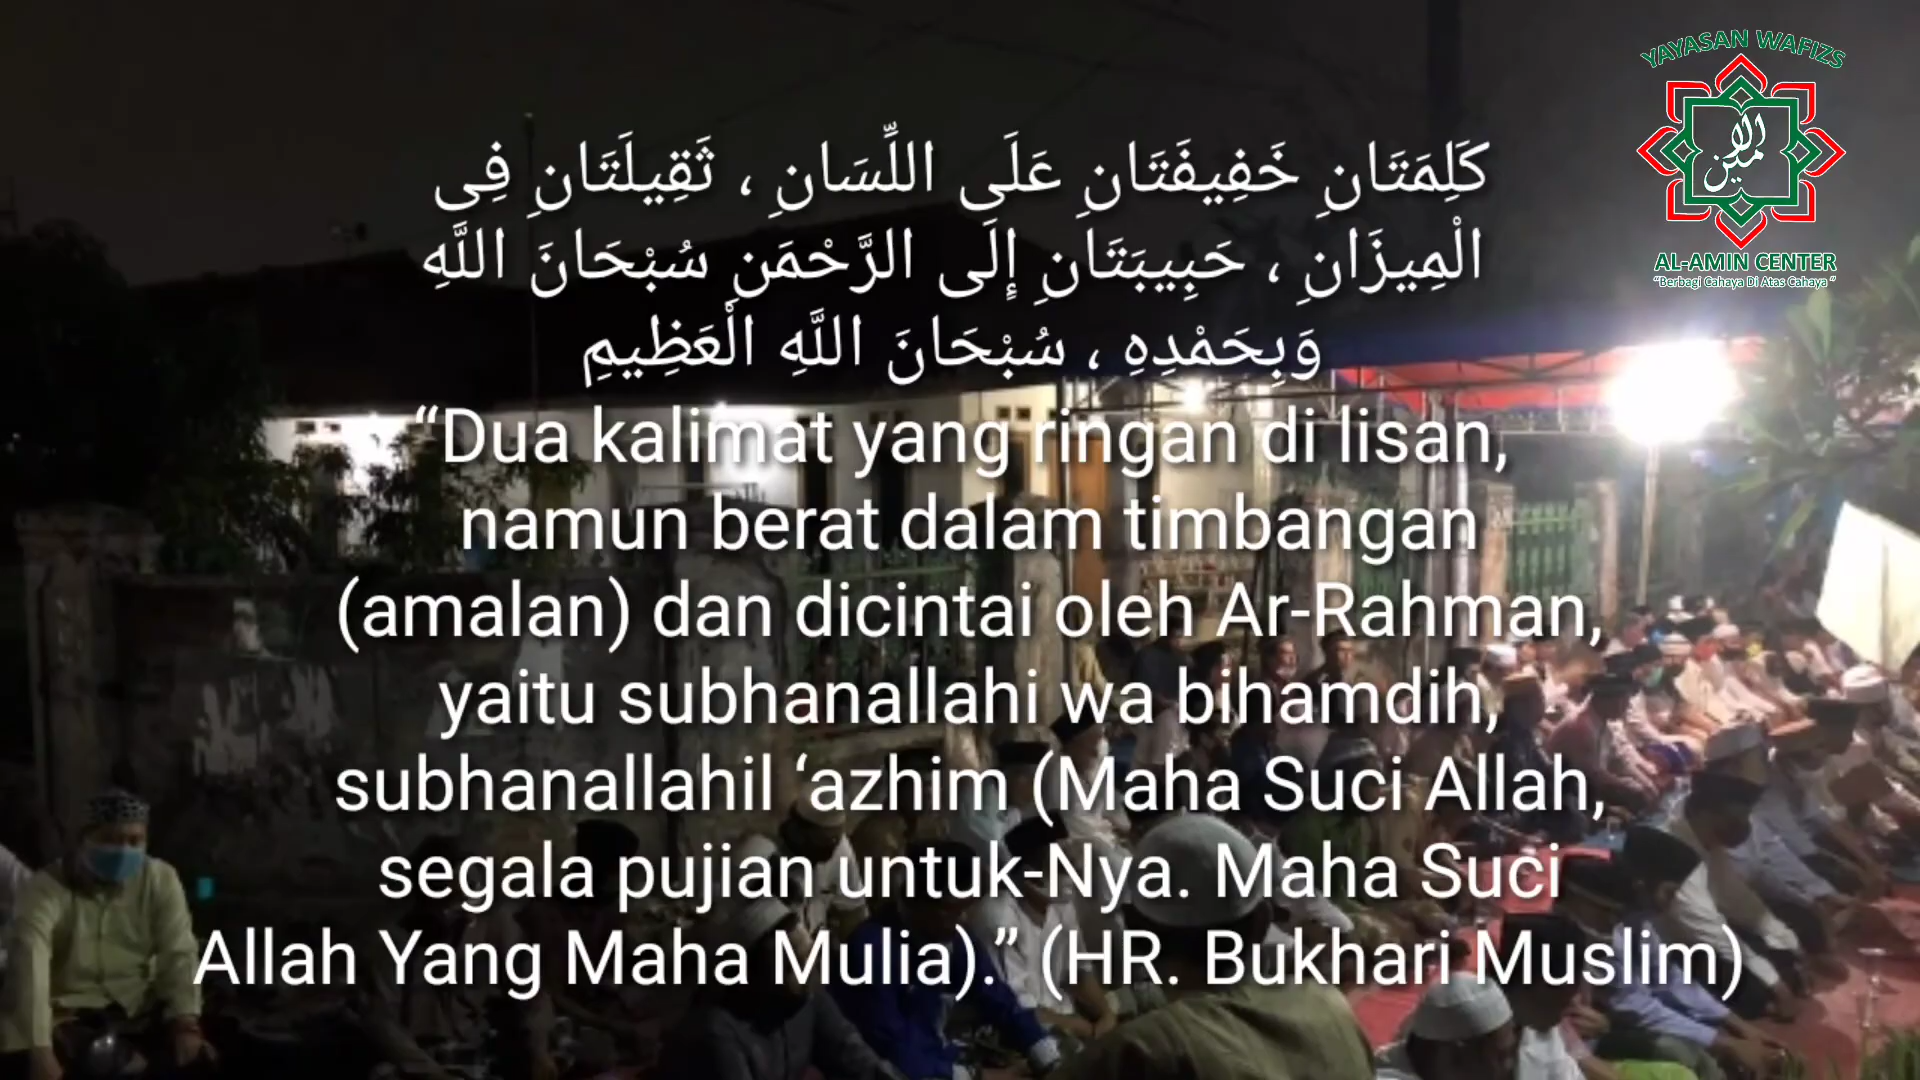 YAYASAN WAFIZS
الامين
AL-AMIN CENTER
"Berbagi Cahaya Di Atas Cahaya"
كَلِمَتَانِ خَفِيفَتَانِ عَلَى اللِّسَانِ ، ثَقِيلَتَانِ فِى
الْمِيزَانِ ، حَبِيبَتَانِ إِلَى الرَّحْمَنِ سُبْحَانَ اللَّهِ
وَبِحَمْدِهِ ، سُبْحَانَ اللَّهِ الْعَظِيمِ
“Dua kalimat yang ringan di lisan,
namun berat dalam timbangan
(amalan) dan dicintai oleh Ar-Rahman,
yaitu subhanallahi wa bihamdih,
subhanallahil ‘azhim (Maha Suci Allah,
segala pujian untuk-Nya. Maha Suci
Allah Yang Maha Mulia).” (HR. Bukhari Muslim)